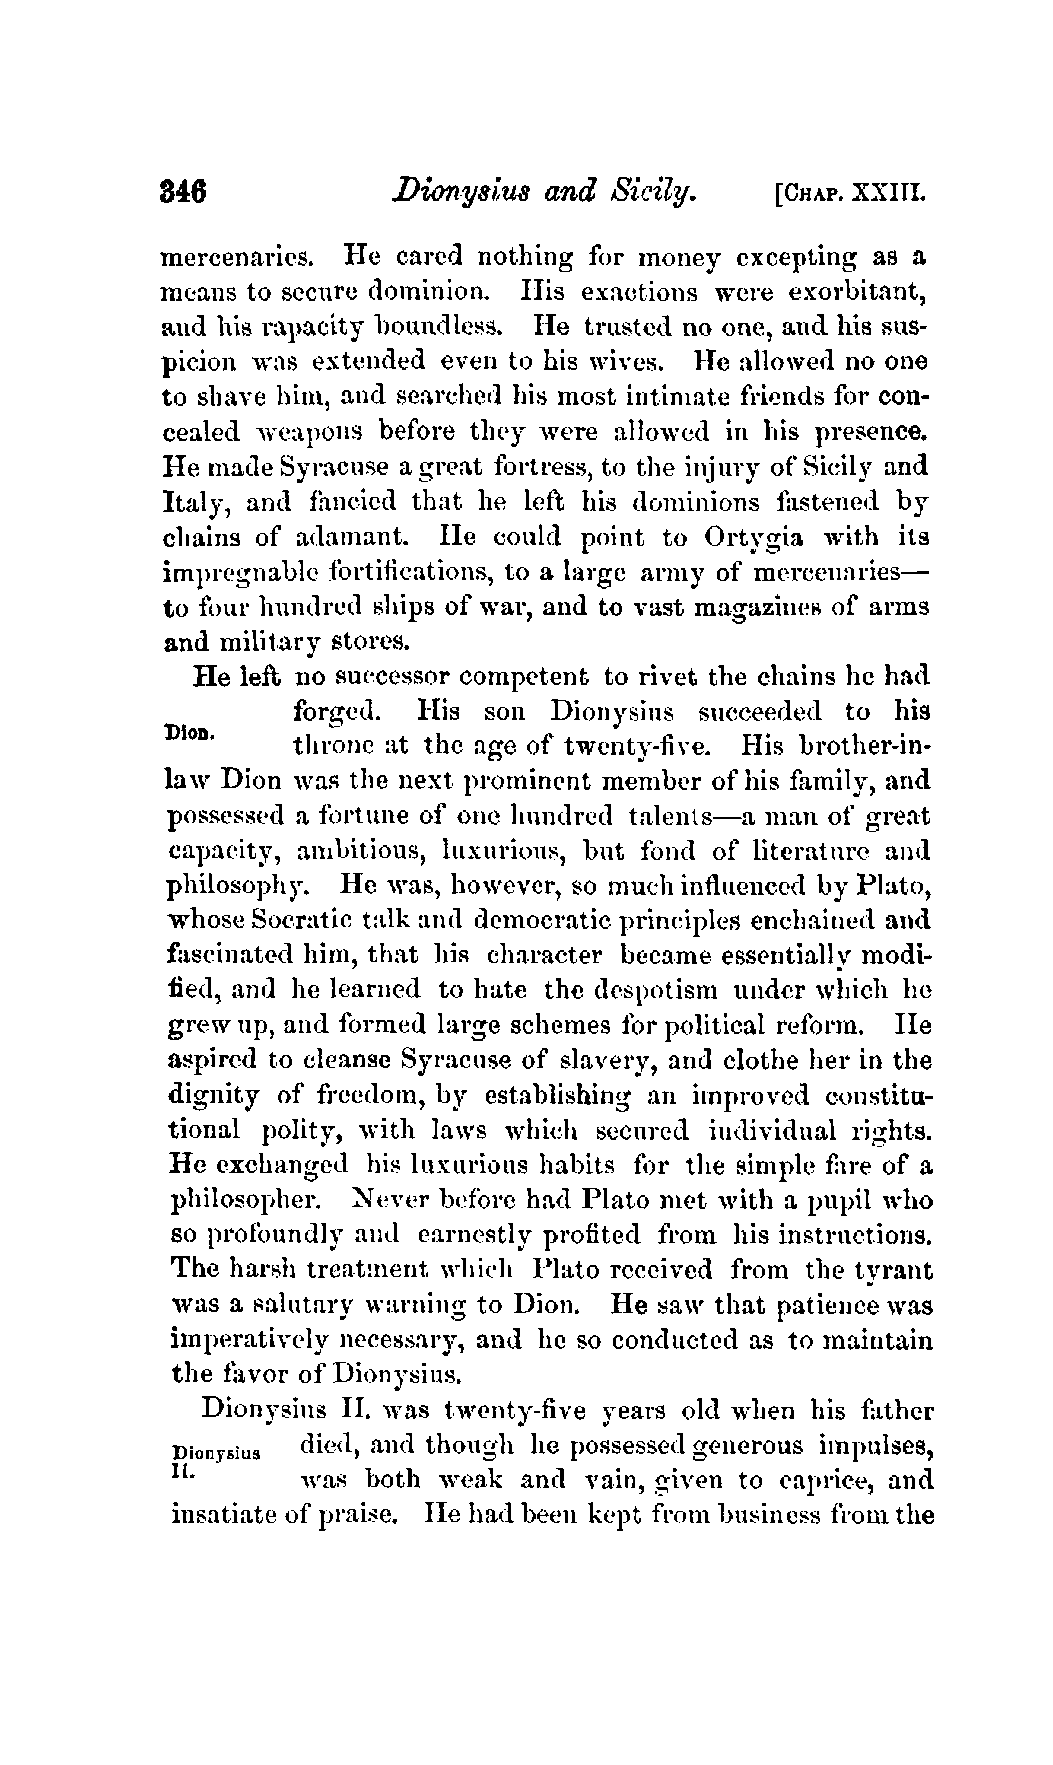 346 Dionysius and Sicily. [CHAP. XXIII.
mercenaries. He cared nothing for money excepting as a
means to secure dominion. His exactions were exorbitant,
and his rapacity boundless. He trusted no one, and his sus-
picion was extended even to his wives. He allowed no one
to shave him, and searched his most intimate friends for con-
cealed weapons before they were allowed in his presence.
He made Syracuse a great fortress, to the injury of Sicily and
Italy, and fancied that he left his dominions fastened by
chains of adamant. He could point to Ortygia with its
impregnable fortifications, to a large army of mercenaries—
to four hundred ships of war, and to vast magazines of arms
and military stores.
He left no successor competent to rivet the chains he had
forged. His son Dionysius succeeded to his
Dion.
throne at the age of twenty-five. His brother-in-
law Dion was the next prominent member of his family, and
possessed a fortune of one hundred talents—a man of great
capacity, ambitious, luxurious, but fond of literature and
philosophy. He was, however, so much influenced by Plato,
whose Socratic talk and democratic principles enchained and
fascinated him, that his character became essentially modi-
fied, and he learned to hate the despotism under which he
grew up, and formed large schemes for political reform. He
aspired to cleanse Syracuse of slavery, and clothe her in the
dignity of freedom, by establishing an improved constitu-
tional polity, with laws which secured individual rights.
He exchanged his luxurious habits for the simple fare of a
philosopher. Never before had Plato met with a pupil who
so profoundly and earnestly profited from his instructions.
The harsh treatment which Plato received from the tyrant
was a salutary warning to Dion. He saw that patience was
imperatively necessary, and he so conducted as to maintain
the favor of Dionysius.
Dionysius II. was twenty-five years old when his father
Dionysius died, and though he possessed generous impulses,
II. was both weak and vain, given to caprice, and
insatiate of praise. He had been kept from business from the